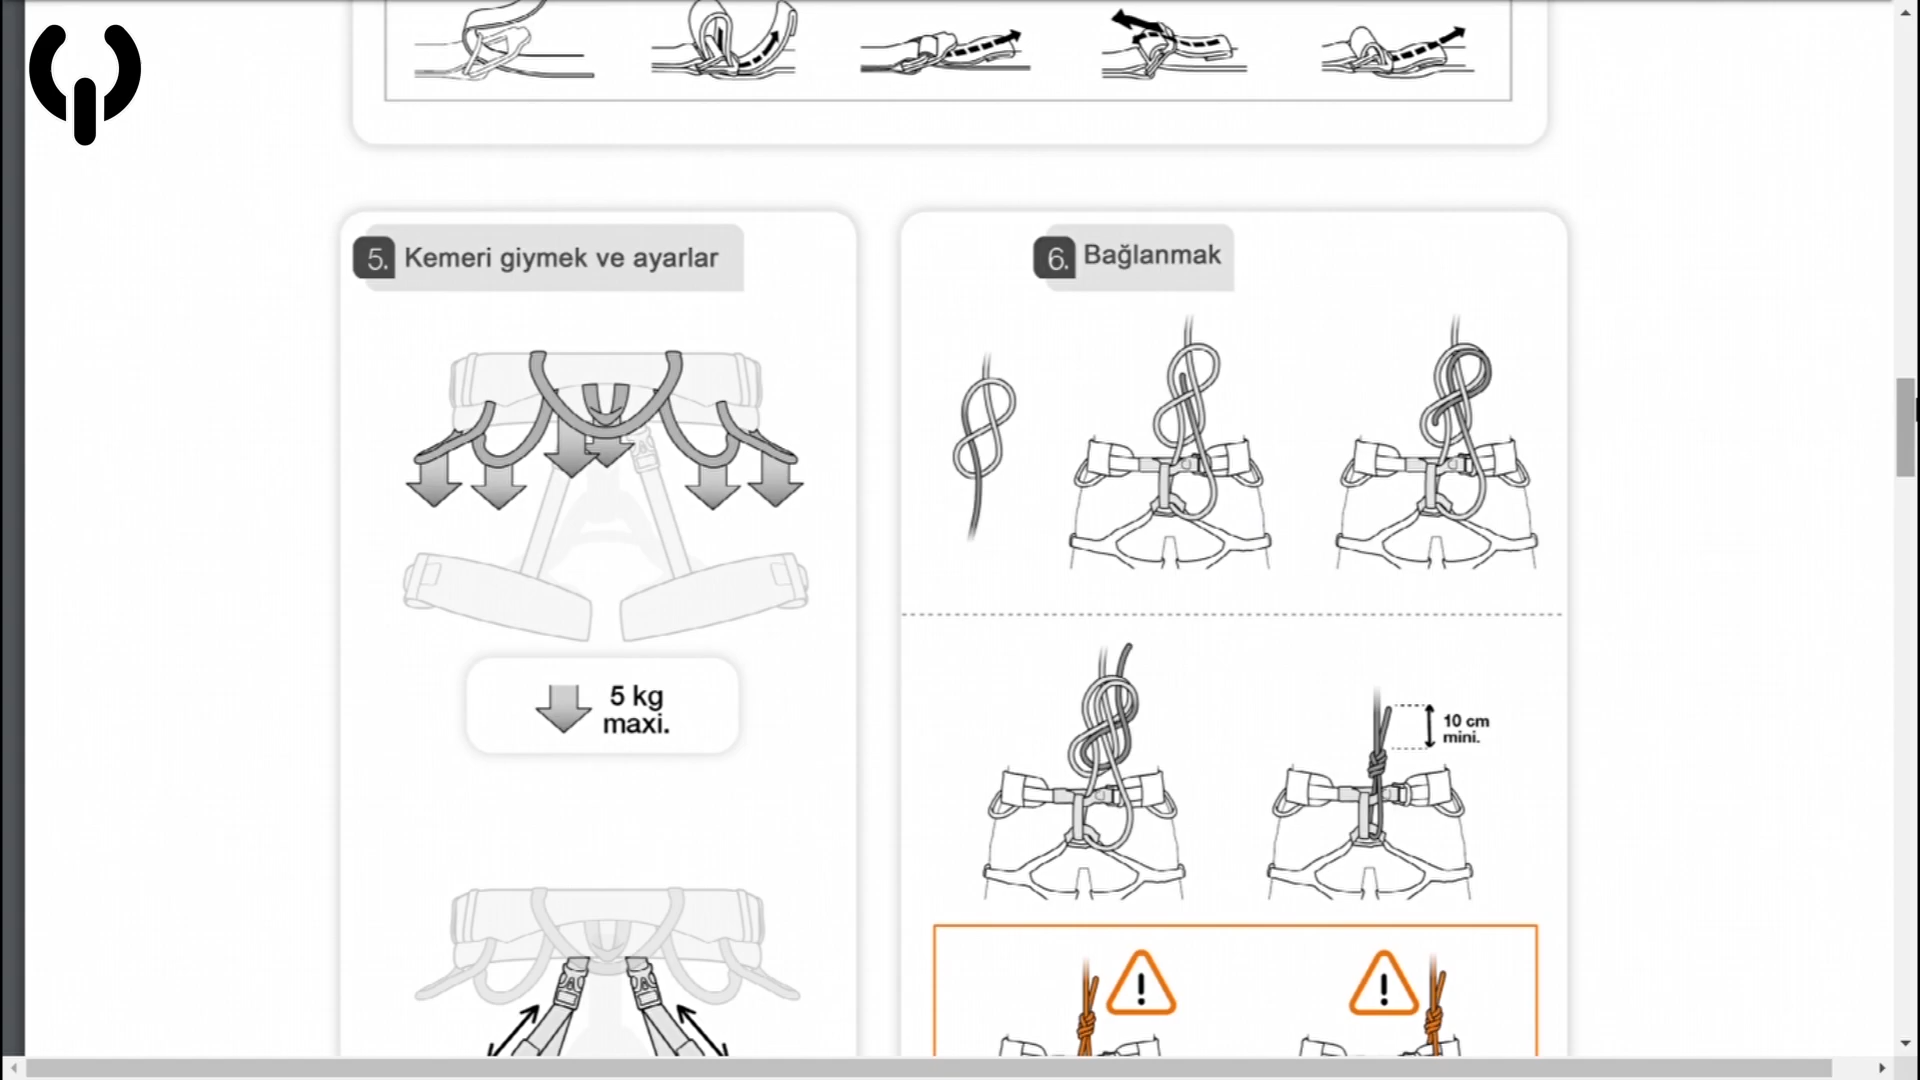 5. Kemeri giymek ve ayarlar
5 kg
maxi.
6. Bağlanmak
10 cm
mini.
!
!